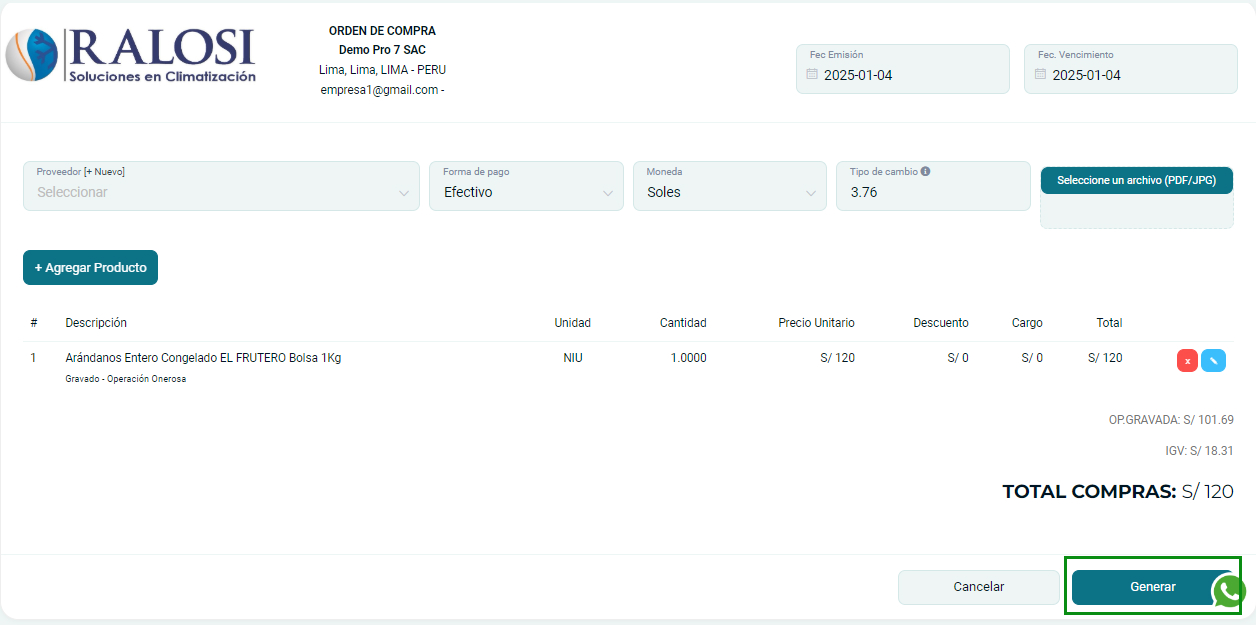 RALOSI
Soluciones en Climatización
ORDEN DE COMPRA
Demo Pro 7 SAC
Lima, Lima, LIMA - PERU
empresa1@gmail.com -
Fec Emisión
2025-01-04
Fec. Vencimiento
2025-01-04
Proveedor [+ Nuevo]
Seleccionar
Forma de pago
Efectivo
Moneda
Soles
Tipo de cambio
3.76
Seleccione un archivo (PDF/JPG)
+ Agregar Producto
# Descripción Unidad Cantidad Precio Unitario Descuento Cargo Total
1 Arándanos Entero Congelado EL FRUTERO Bolsa 1Kg NIU 1.0000 S/ 120 S/ 0 S/ 0 S/ 120 x
Gravado - Operación Onerosa
OP.GRAVADA: S/ 101.69
IGV: S/ 18.31
TOTAL COMPRAS: S/ 120
Cancelar
Generar